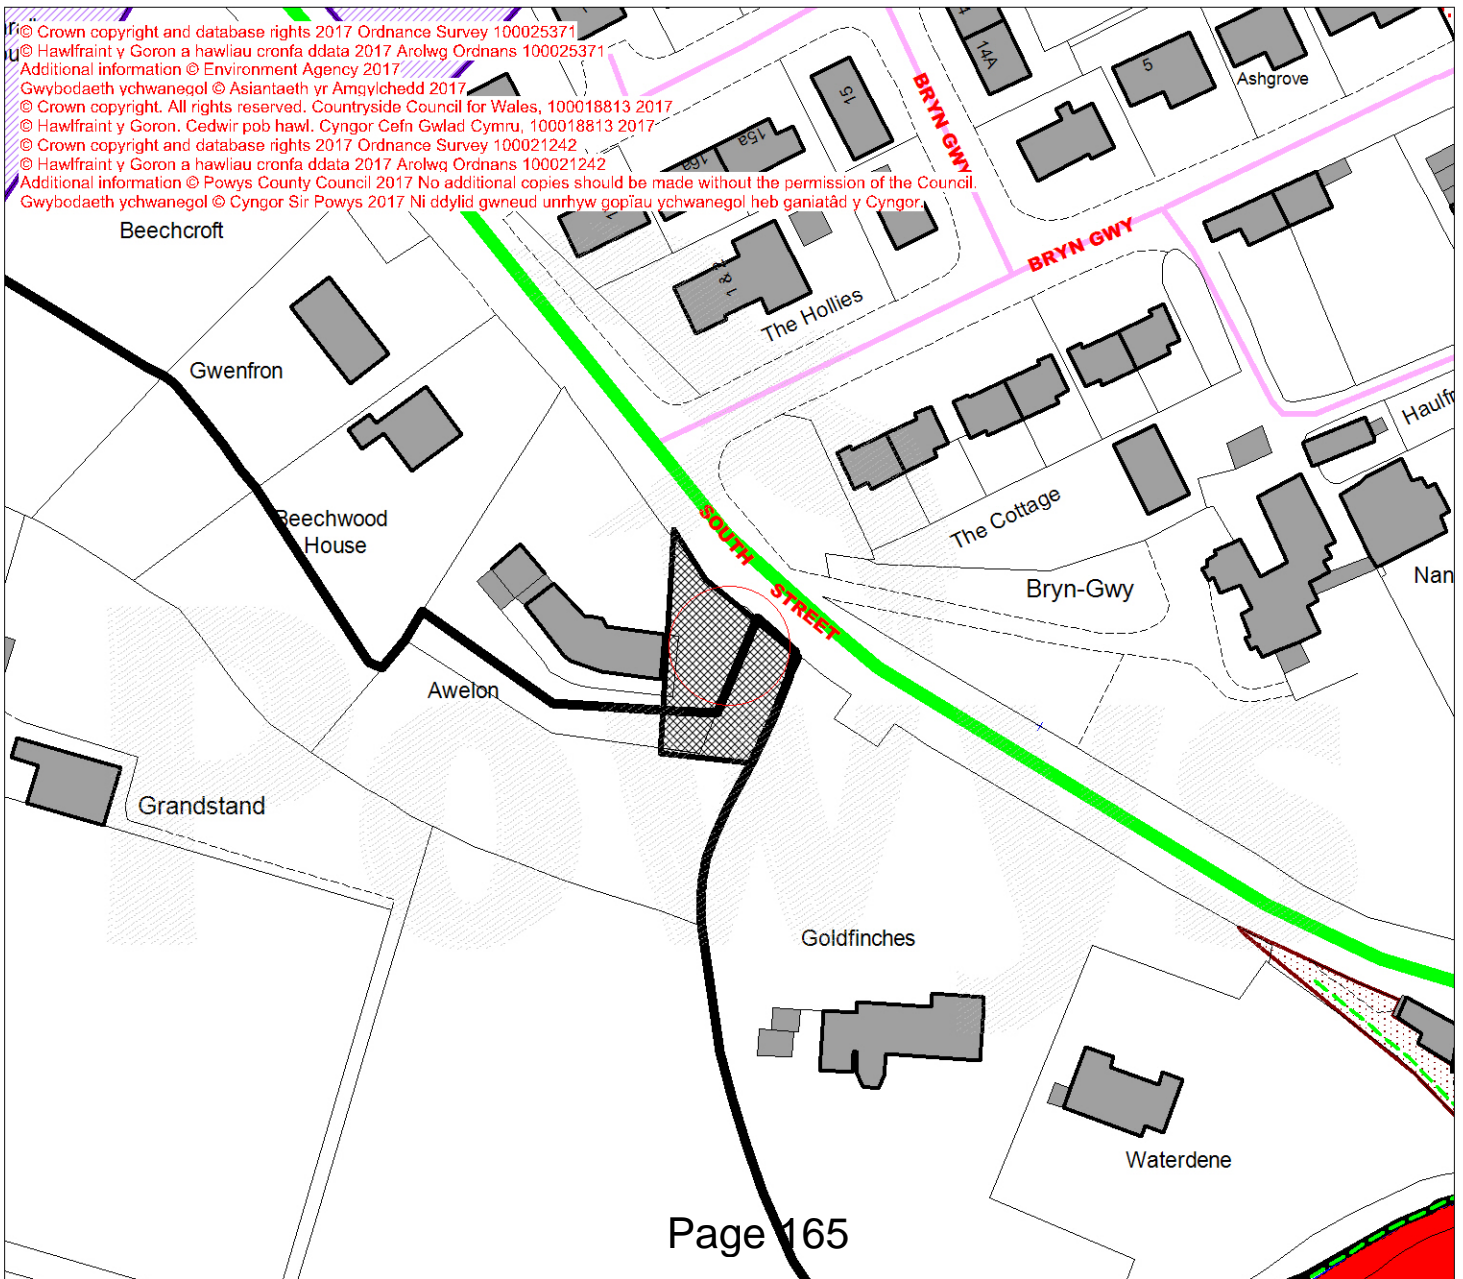 © Crown copyright and database rights 2017 Ordnance Survey 100025371
© Hawlfraint y Goron a hawliau cronfa ddata 2017 Arolwg Ordnans 100025371
Additional information © Environment Agency 2017
Gwybodaeth ychwanegol © Asiantaeth yr Amgylchedd 2017
© Crown copyright. All rights reserved. Countryside Council for Wales, 100018813 2017
© Hawlfraint y Goron. Cedwir pob hawl. Cyngor Cefn Gwlad Cymru, 100018813 2017
© Crown copyright and database rights 2017 Ordnance Survey 100021242
© Hawlfraint y Goron a hawliau cronfa ddata 2017 Arolwg Ordnans 100021242
Additional information © Powys County Council 2017 No additional copies should be made without the permission of the Council.
Gwybodaeth ychwanegol © Cyngor Sir Powys 2017 Ni ddylid gwneud unrhyw gopïau ychwanegol heb ganiatâd y Cyngor.
14A
5
Ashgrove
15
15a
16a
BRYN GWY
BRYN GWY
Beechcroft
1 & 2
The Hollies
Gwenfron
Haulfr
Beechwood
House
SOUTH STREET
The Cottage
Bryn-Gwy
Nan
Awelon
Grandstand
Powys
Goldfinches
Waterdene
Page 165